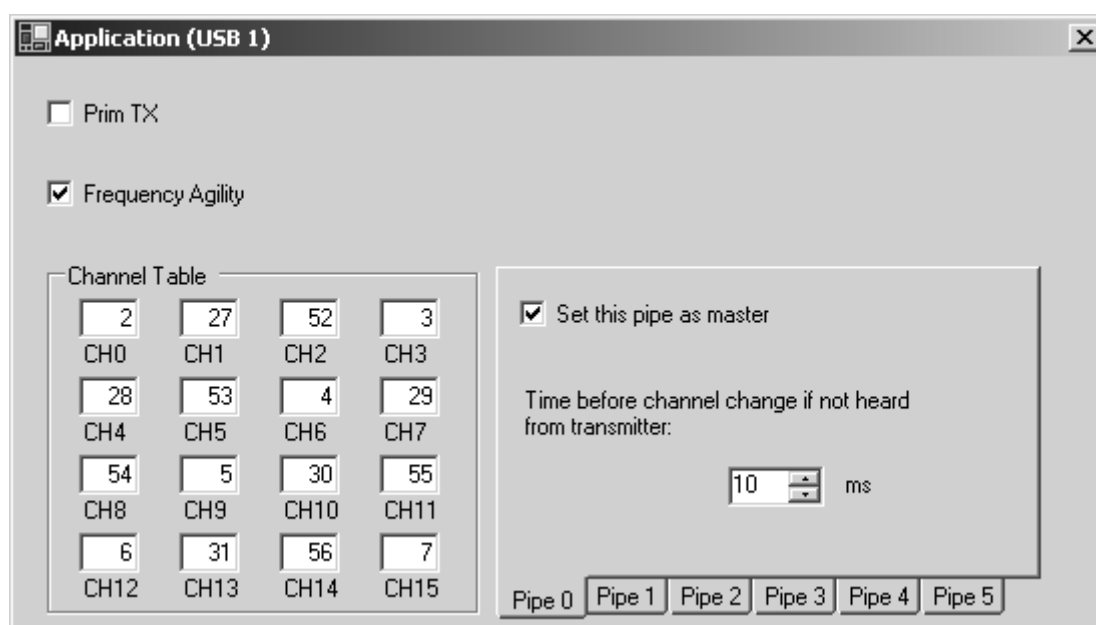 Application (USB 1)
Prim TX
Frequency Agility
Channel Table
2 27 52 3
CH0 CH1 CH2 CH3
28 53 4 29
CH4 CH5 CH6 CH7
54 5 30 55
CH8 CH9 CH10 CH11
6 31 56 7
CH12 CH13 CH14 CH15
Set this pipe as master
Time before channel change if not heard
from transmitter:
10 ms
Pipe 0 Pipe 1 Pipe 2 Pipe 3 Pipe 4 Pipe 5